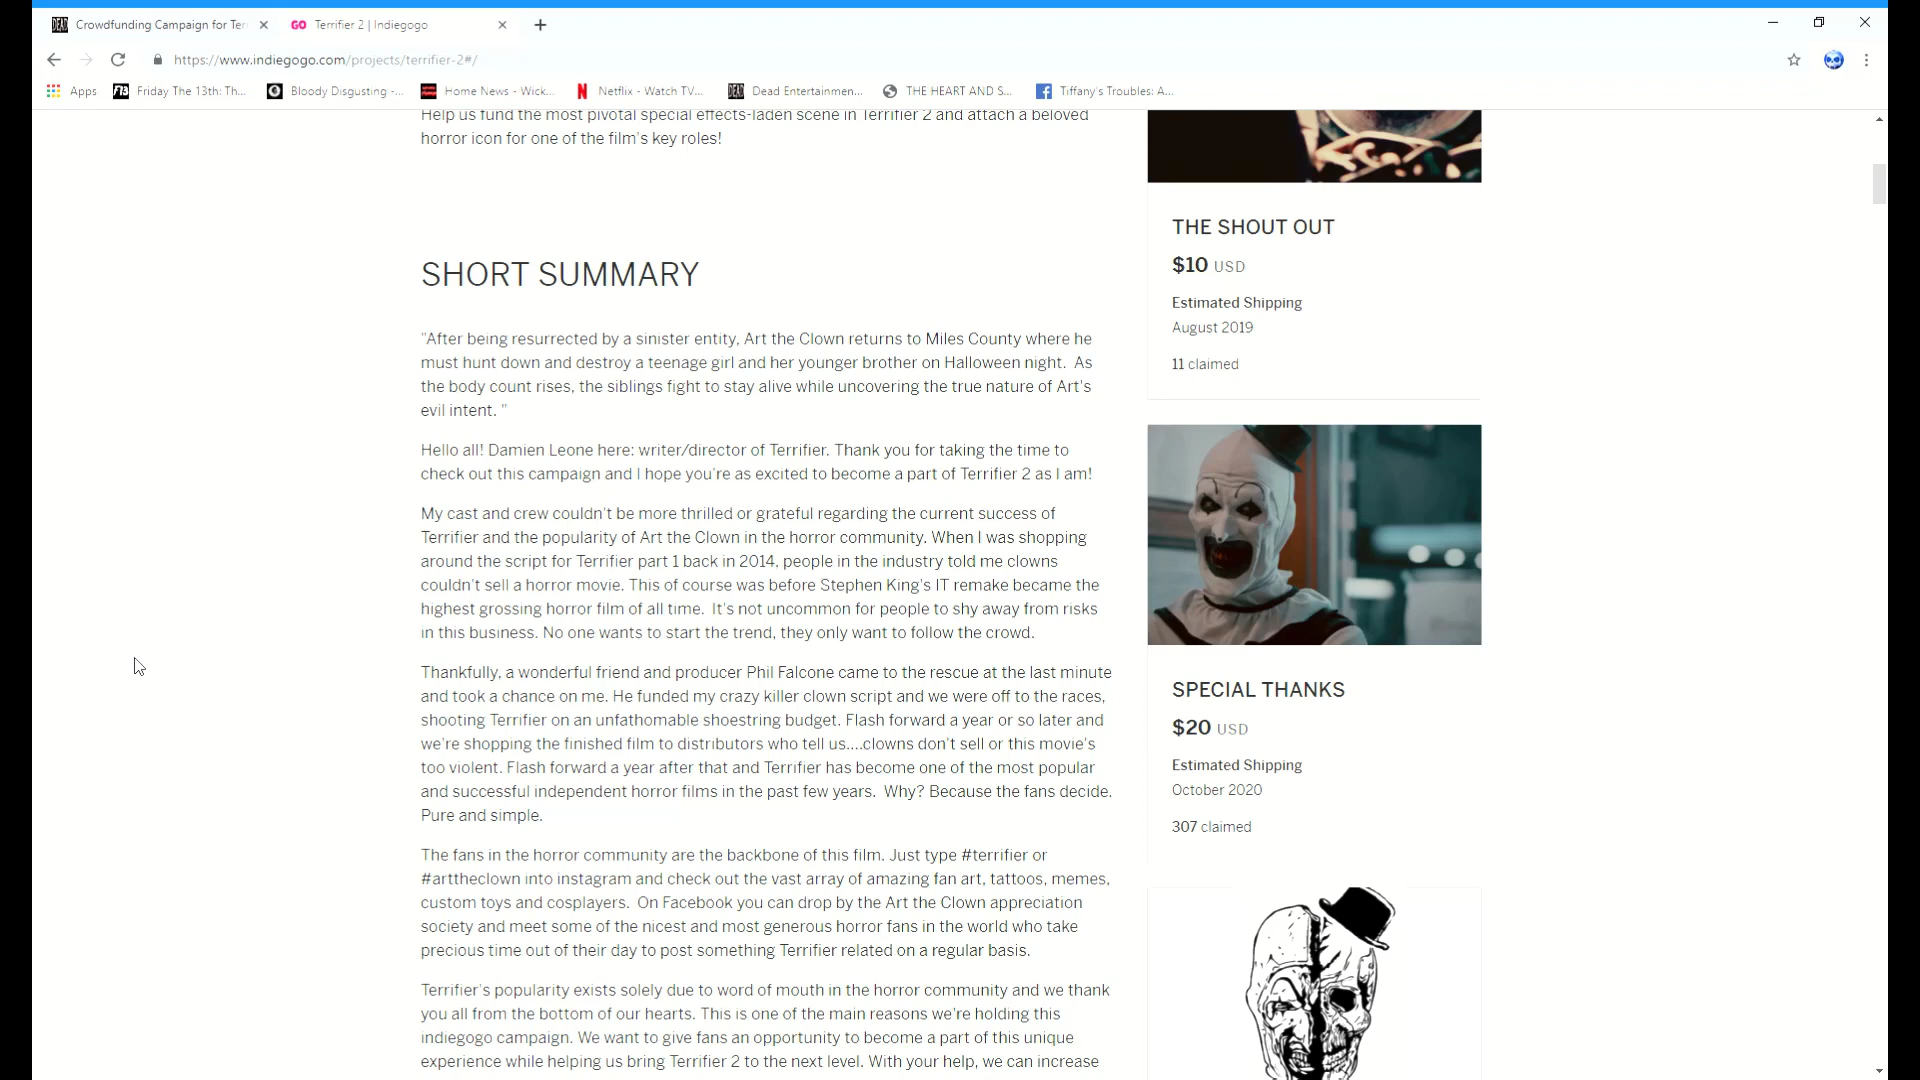 DEAD Crowdfunding Campaign for Ter
GO Terrifier 2 | Indiegogo
https://www.indiegogo.com/projects/terrifier-2#/
Apps
F13 Friday The 13th: Th...
Bloody Disgusting -...
Home News - Wick...
N Netflix - Watch TV...
DEAD Dead Entertainmen...
THE HEART AND S...
f Tiffany's Troubles: A...
Help us fund the most pivotal special effects-laden scene in Terrifier 2 and attach a beloved
horror icon for one of the film's key roles!
SHORT SUMMARY
"After being resurrected by a sinister entity, Art the Clown returns to Miles County where he
must hunt down and destroy a teenage girl and her younger brother on Halloween night.  As
the body count rises, the siblings fight to stay alive while uncovering the true nature of Art's
evil intent. "
Hello all! Damien Leone here: writer/director of Terrifier. Thank you for taking the time to
check out this campaign and I hope you're as excited to become a part of Terrifier 2 as I am!
My cast and crew couldn't be more thrilled or grateful regarding the current success of
Terrifier and the popularity of Art the Clown in the horror community. When I was shopping
around the script for Terrifier part 1 back in 2014, people in the industry told me clowns
couldn't sell a horror movie. This of course was before Stephen King's IT remake became the
highest grossing horror film of all time.  It's not uncommon for people to shy away from risks
in this business. No one wants to start the trend, they only want to follow the crowd.
Thankfully, a wonderful friend and producer Phil Falcone came to the rescue at the last minute
and took a chance on me. He funded my crazy killer clown script and we were off to the races,
shooting Terrifier on an unfathomable shoestring budget. Flash forward a year or so later and
we're shopping the finished film to distributors who tell us....clowns don't sell or this movie's
too violent. Flash forward a year after that and Terrifier has become one of the most popular
and successful independent horror films in the past few years.  Why? Because the fans decide.
Pure and simple.
The fans in the horror community are the backbone of this film. Just type #terrifier or
#arttheclown into instagram and check out the vast array of amazing fan art, tattoos, memes,
custom toys and cosplayers.  On Facebook you can drop by the Art the Clown appreciation
society and meet some of the nicest and most generous horror fans in the world who take
precious time out of their day to post something Terrifier related on a regular basis.
Terrifier's popularity exists solely due to word of mouth in the horror community and we thank
you all from the bottom of our hearts. This is one of the main reasons we're holding this
indiegogo campaign. We want to give fans an opportunity to become a part of this unique
experience while helping us bring Terrifier 2 to the next level. With your help, we can increase
THE SHOUT OUT
$10 USD
Estimated Shipping
August 2019
11 claimed
SPECIAL THANKS
$20 USD
Estimated Shipping
October 2020
307 claimed